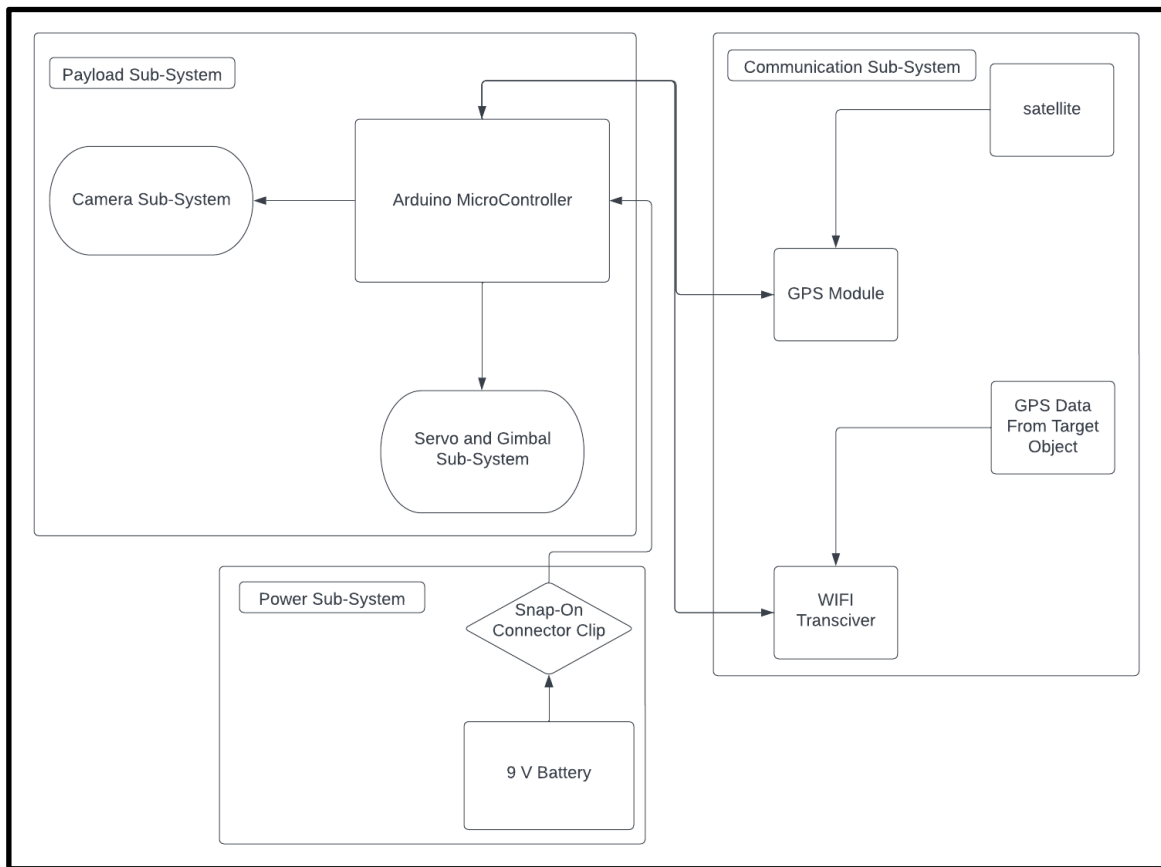 Payload Sub-System
Camera Sub-System
Arduino MicroController
Servo and Gimbal
Sub-System
Communication Sub-System
satellite
GPS Module
GPS Data
From Target
Object
WIFI
Transciver
Power Sub-System
Snap-On
Connector Clip
9 V Battery